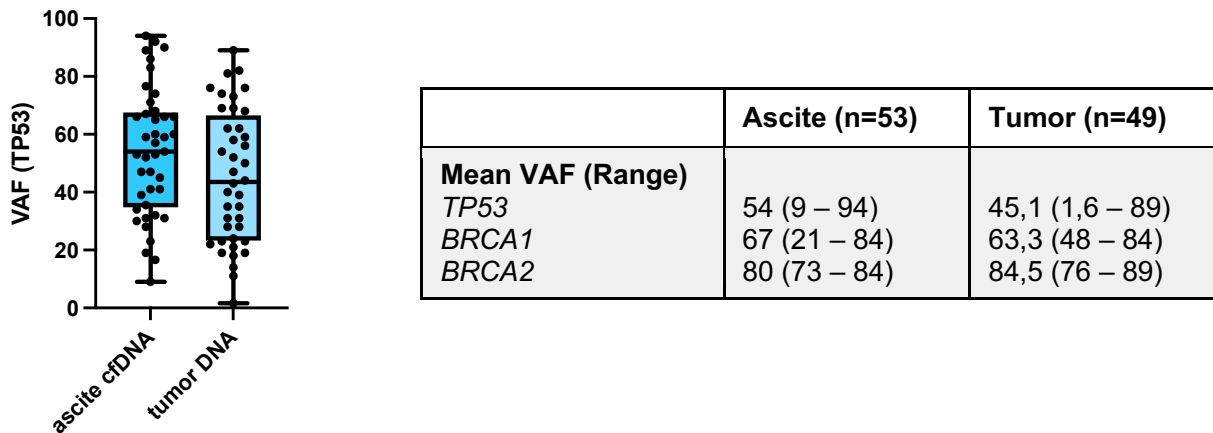 100
80
60
40
20
0
VAF (TP53)
ascite cfDNA
tumor DNA
Ascite (n=53) Tumor (n=49)
Mean VAF (Range)
TP53 54 (9 – 94) 45,1 (1,6 – 89)
BRCA1 67 (21 – 84) 63,3 (48 – 84)
BRCA2 80 (73 – 84) 84,5 (76 – 89)